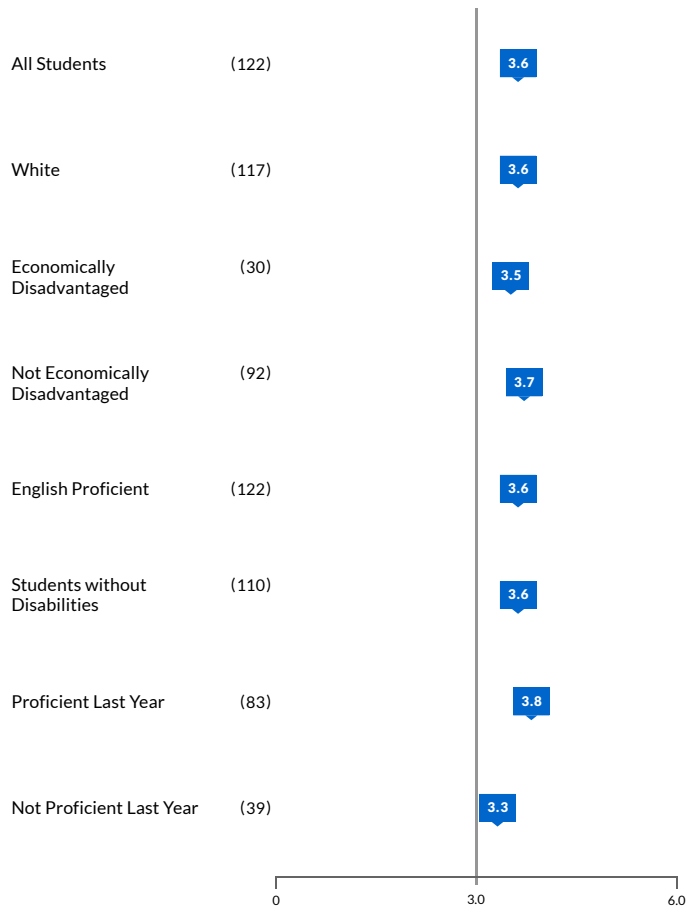 All Students (122) 3.6
White (117) 3.6
Economically (30)
Disadvantaged 3.5
Not Economically (92)
Disadvantaged 3.7
English Proficient (122) 3.6
Students without (110)
Disabilities 3.6
Proficient Last Year (83) 3.8
Not Proficient Last Year (39) 3.3
0 3.0 6.0